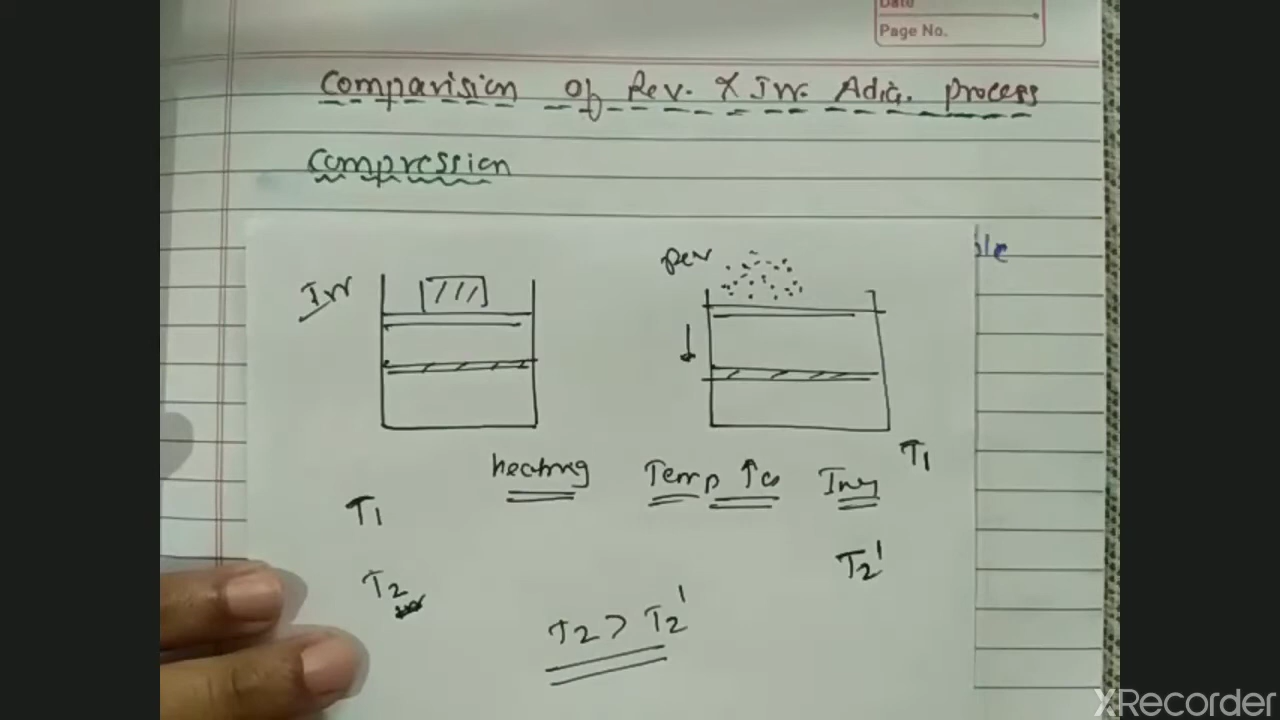 Date
Page No.
Comparision of Rev. & Irr. Adia. process
Compression
Irr
Rev
heating Temp ↑es
T1
T1
T2
T2'
T2 > T2'
XRecorder